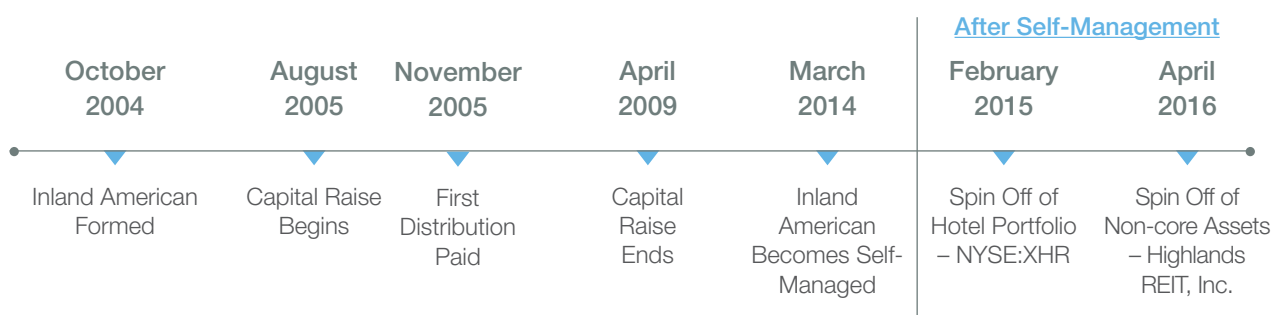 After Self-Management
October
2004
August
2005
November
2005
April
2009
March
2014
February
2015
April
2016
Inland American
Formed
Capital Raise
Begins
First
Distribution
Paid
Capital
Raise
Ends
Inland
American
Becomes Self-
Managed
Spin Off of
Hotel Portfolio
– NYSE:XHR
Spin Off of
Non-core Assets
– Highlands
REIT, Inc.